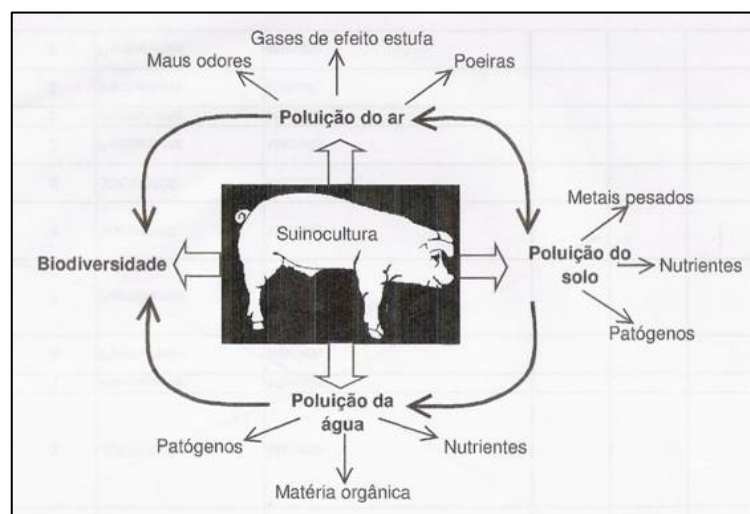 Gases de efeito estufa
Maus odores
Poeiras
Poluição do ar
Suinocultura
Metais pesados
Biodiversidade
Poluição do
solo
Nutrientes
Patógenos
Poluição da
água
Patógenos
Nutrientes
Matéria orgânica